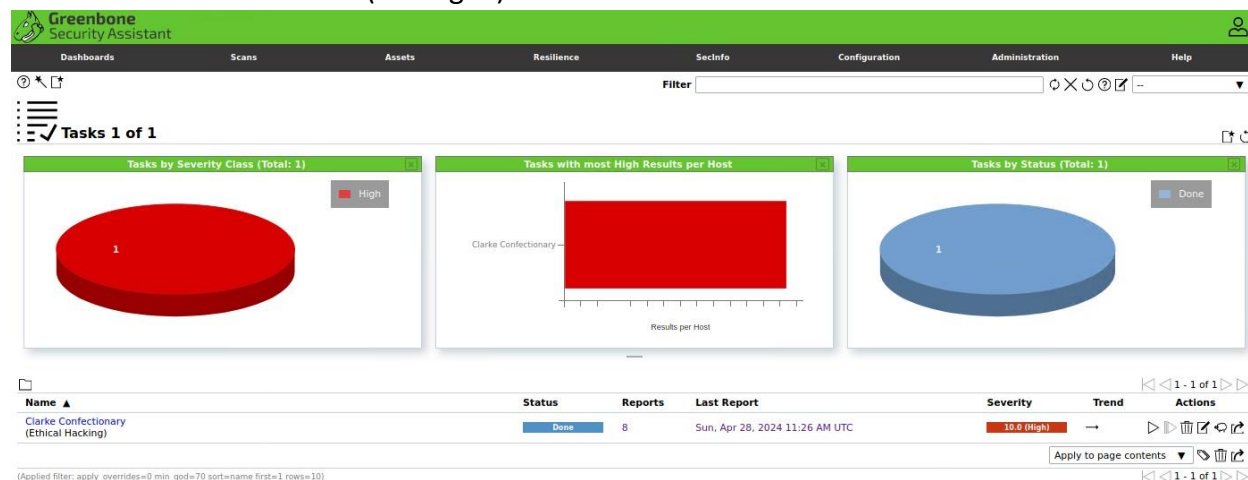 Greenbone
Security Assistant
Dashboards Scans Assets Resilience SecInfo Configuration Administration Help
Filter --
Tasks 1 of 1
Tasks by Severity Class (Total: 1)
High
1
Tasks with most High Results per Host
Clarke Confectionary
Results per Host
Tasks by Status (Total: 1)
Done
1
1 - 1 of 1
Name ▲ Status Reports Last Report Severity Trend Actions
Clarke Confectionary Done 8 Sun, Apr 28, 2024 11:26 AM UTC 10.0 (High)
(Ethical Hacking)
Apply to page contents
(Applied filter: apply_overrides=0 min_qod=70 sort=name first=1 rows=10)
1 - 1 of 1